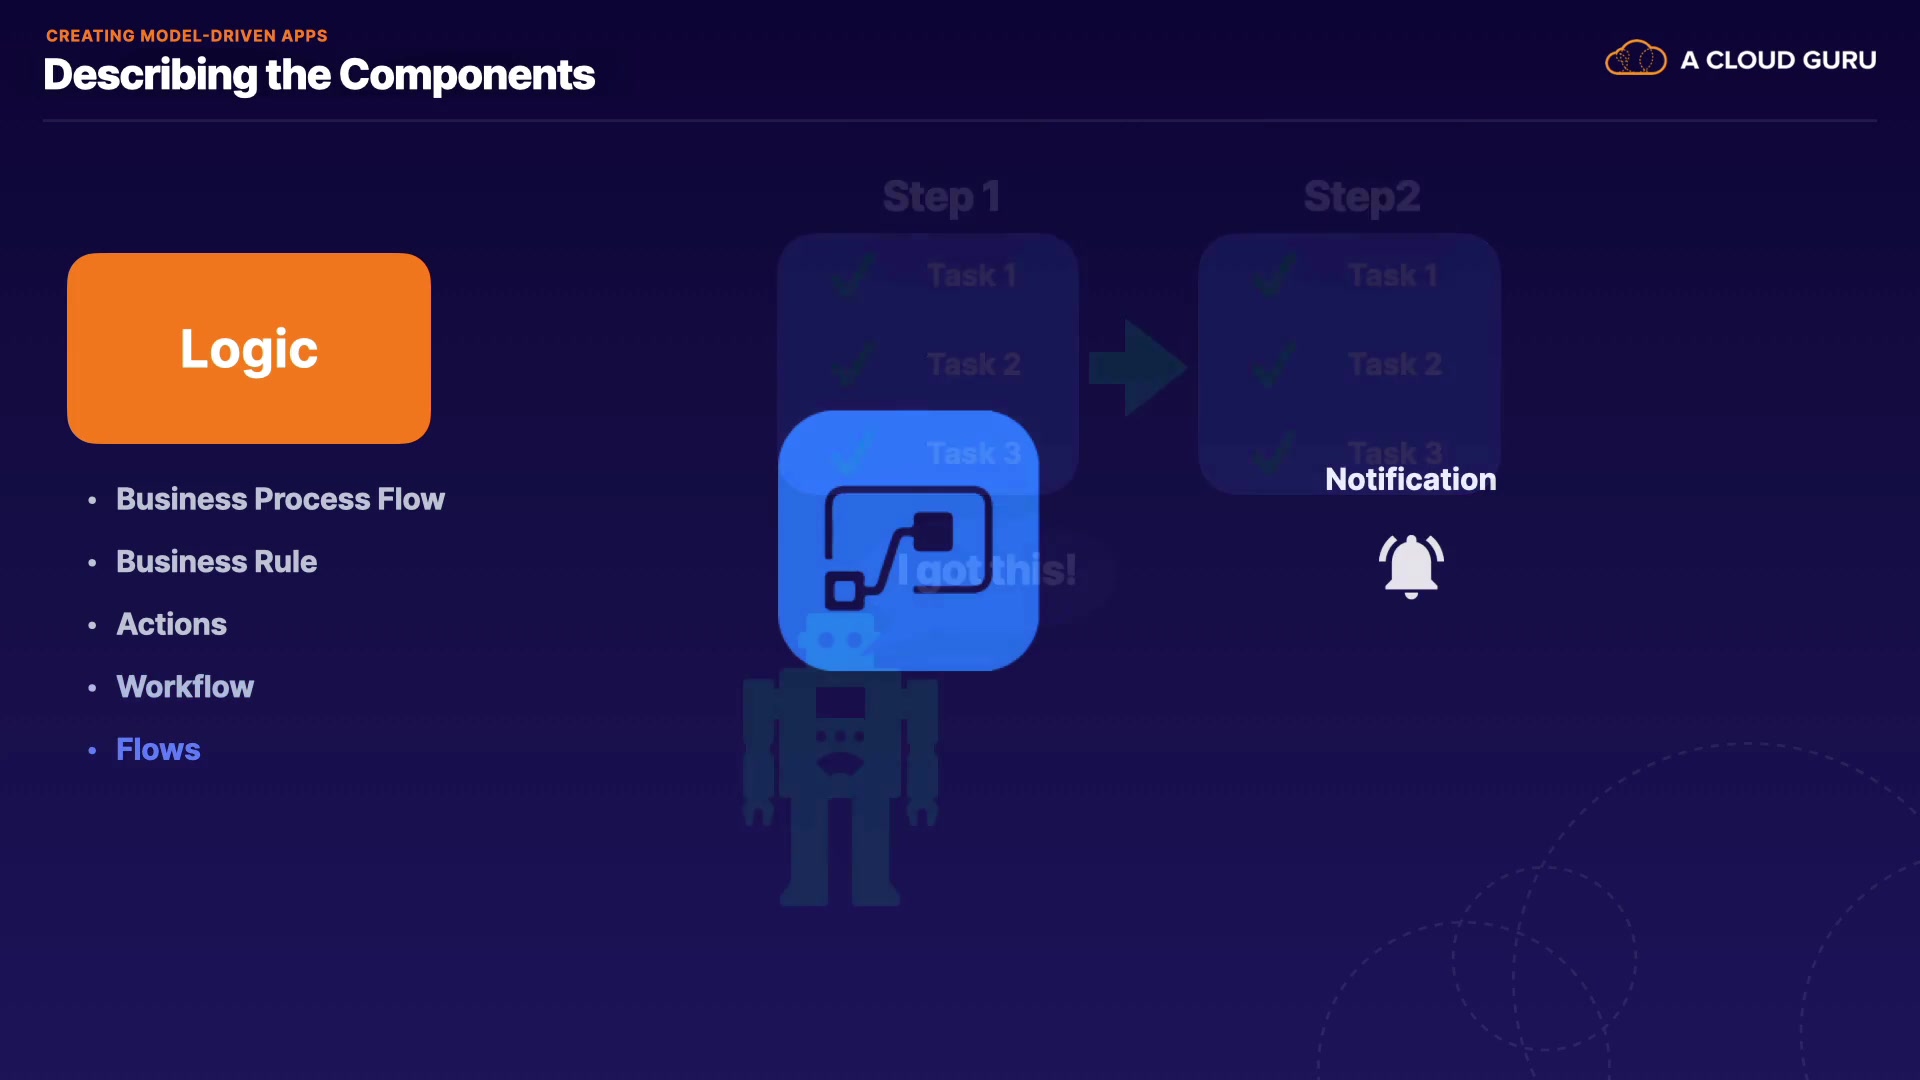 CREATING MODEL-DRIVEN APPS
Describing the Components
A CLOUD GURU
Logic
• Business Process Flow
• Business Rule
• Actions
• Workflow
• Flows
Step 1
Task 1
Task 2
Task 3
Step2
Task 1
Task 2
Task 3
Notification
I got this!